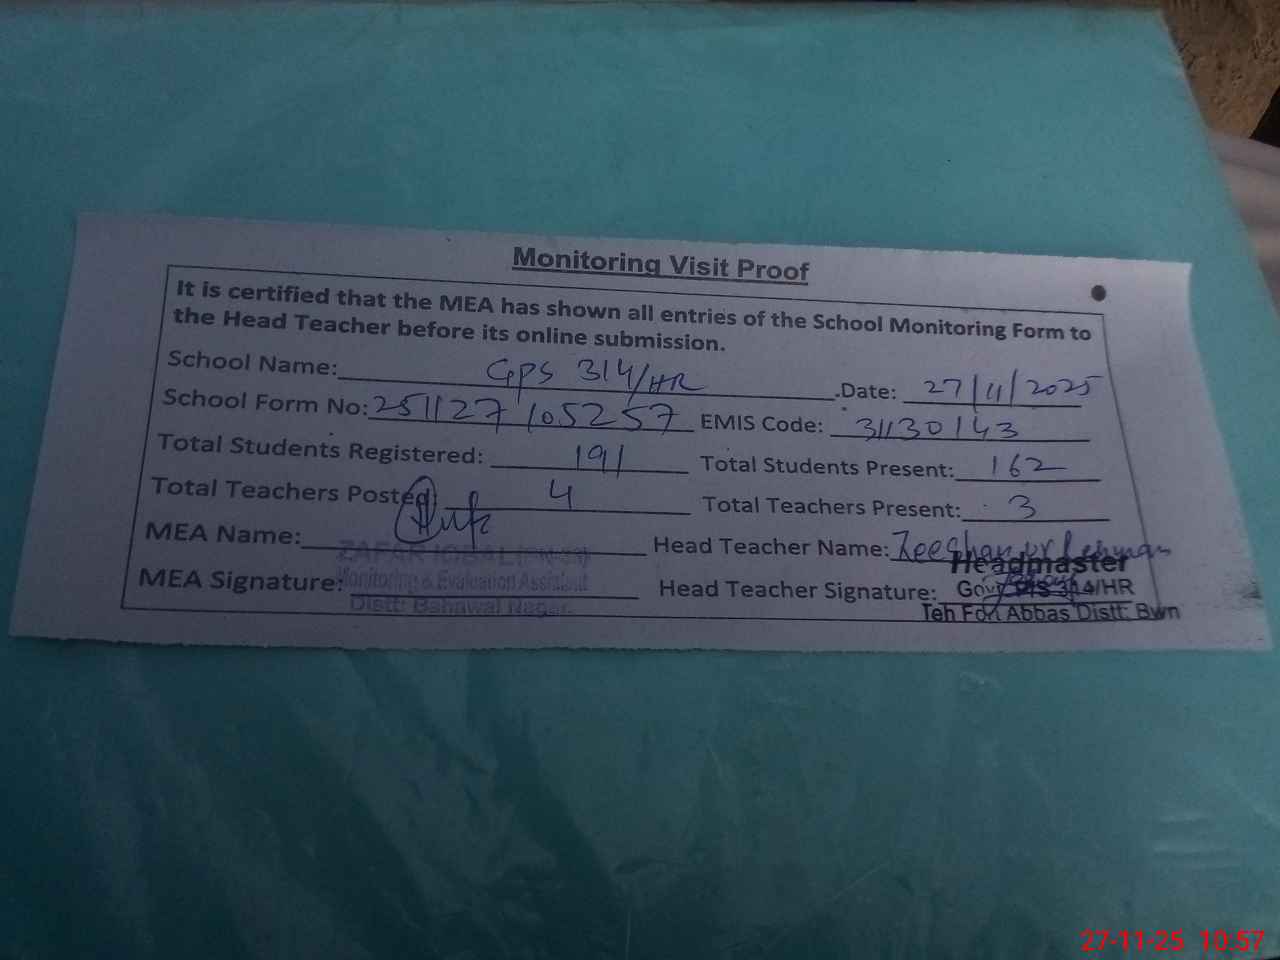 Monitoring Visit Proof
It is certified that the MEA has shown all entries of the School Monitoring Form to
the Head Teacher before its online submission.
School Name: GPS 314/HR .Date: 27/11/2025
School Form No: 251127105257 EMIS Code: 31130143
Total Students Registered: 191 Total Students Present: 162
Total Teachers Posted 4 Total Teachers Present: 3
MEA Name: ZAFAR IQBAL Head Teacher Name: Zeeshan ur Rehman
Headmaster
MEA Signature: Monitoring & Evaluation Assistant Head Teacher Signature: Govt 314/HR
Distt: Bahawal Nagar Teh Fort Abbas Distt: Bwn
27-11-25 10:57